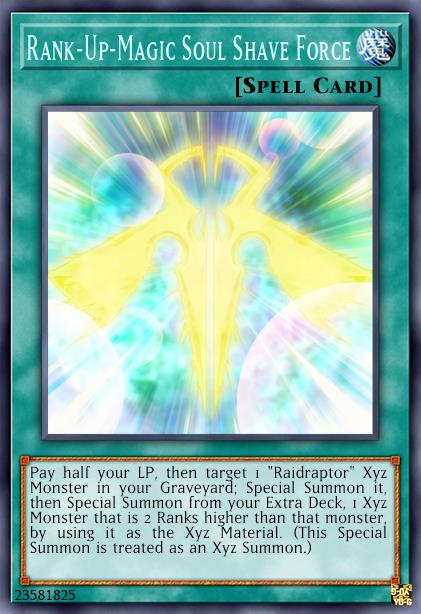 Rank-Up-Magic Soul Shave Force
魔
[Spell Card]
Pay half your LP, then target 1 "Raidraptor" Xyz
Monster in your Graveyard; Special Summon it,
then Special Summon from your Extra Deck, 1 Xyz
Monster that is 2 Ranks higher than that monster,
by using it as the Xyz Material. (This Special
Summon is treated as an Xyz Summon.)
23581825